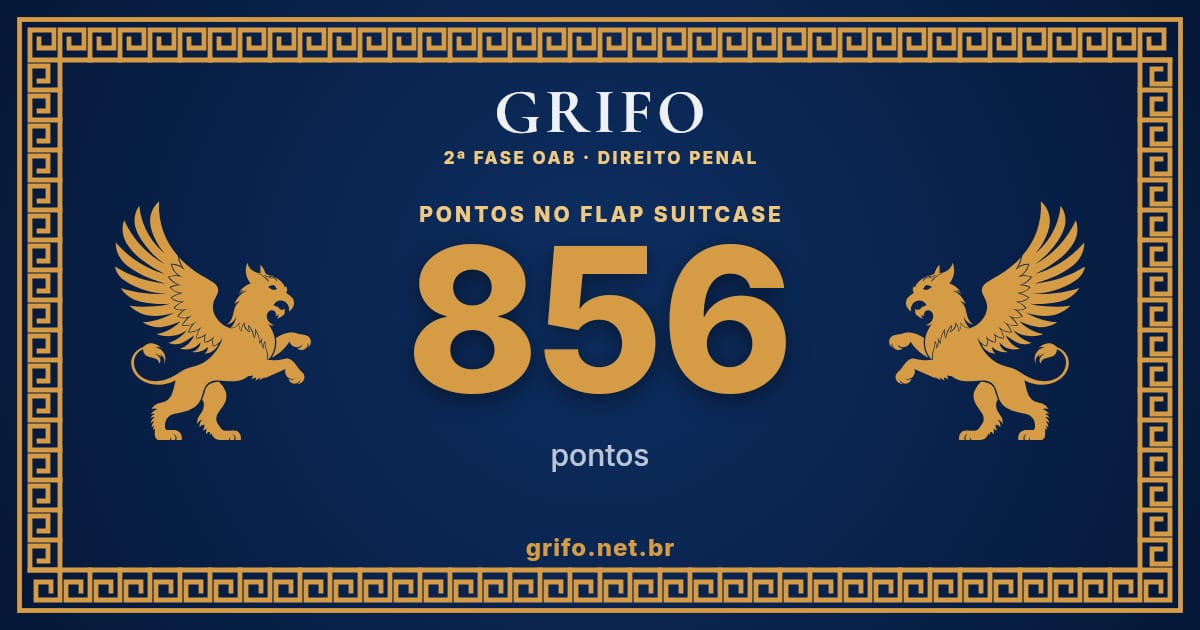 GRIFO
2ª FASE OAB · DIREITO PENAL
PONTOS NO FLAP SUITCASE
856
pontos
grifo.net.br